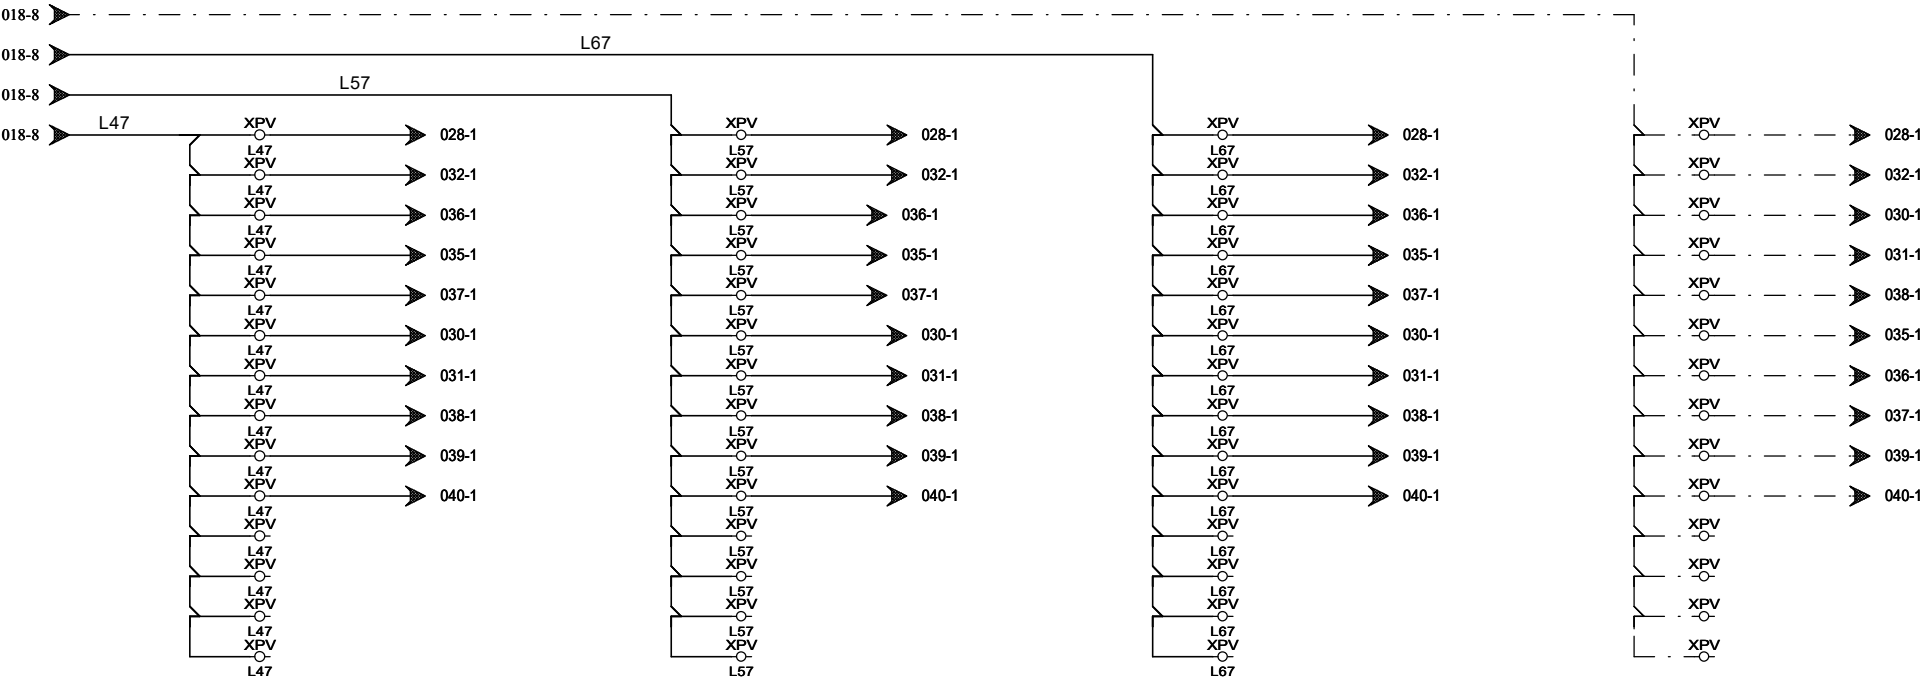 018-8
018-8 L67
018-8 L57
018-8 L47
XPV 028-1 XPV 028-1 XPV 028-1 XPV 028-1
L47 L57 L67
XPV 032-1 XPV 032-1 XPV 032-1 XPV 032-1
L47 L57 L67
XPV 036-1 XPV 036-1 XPV 036-1 XPV 030-1
L47 L57 L67
XPV 035-1 XPV 035-1 XPV 035-1 XPV 031-1
L47 L57 L67
XPV 037-1 XPV 037-1 XPV 037-1 XPV 038-1
L47 L57 L67
XPV 030-1 XPV 030-1 XPV 030-1 XPV 035-1
L47 L57 L67
XPV 031-1 XPV 031-1 XPV 031-1 XPV 036-1
L47 L57 L67
XPV 038-1 XPV 038-1 XPV 038-1 XPV 037-1
L47 L57 L67
XPV 039-1 XPV 039-1 XPV 039-1 XPV 039-1
L47 L57 L67
XPV 040-1 XPV 040-1 XPV 040-1 XPV 040-1
L47 L57 L67
XPV XPV XPV XPV
L47 L57 L67
XPV XPV XPV XPV
L47 L57 L67
XPV XPV XPV XPV
L47 L57 L67
XPV XPV XPV XPV
L47 L57 L67